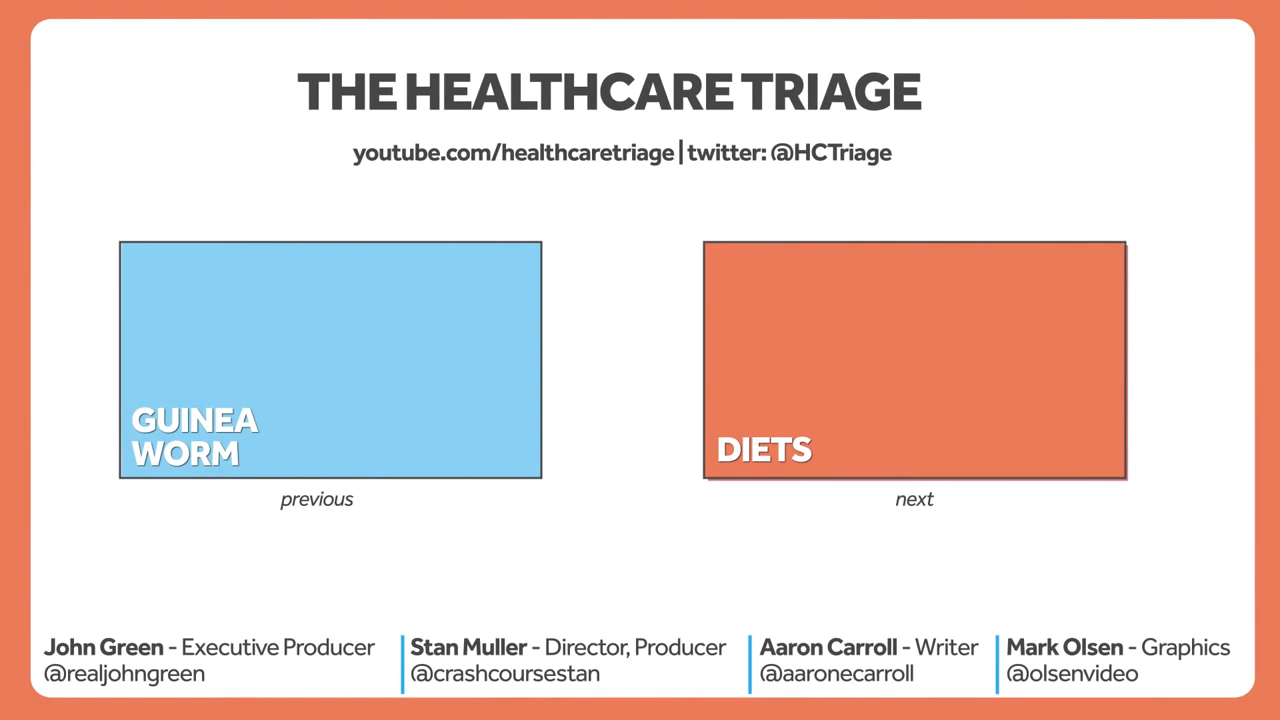 THE HEALTHCARE TRIAGE
youtube.com/healthcaretriage | twitter: @HCTriage
GUINEA
WORM
previous
DIETS
next
John Green - Executive Producer
@realjohngreen
Stan Muller - Director, Producer
@crashcoursestan
Aaron Carroll - Writer
@aaronecarroll
Mark Olsen - Graphics
@olsenvideo